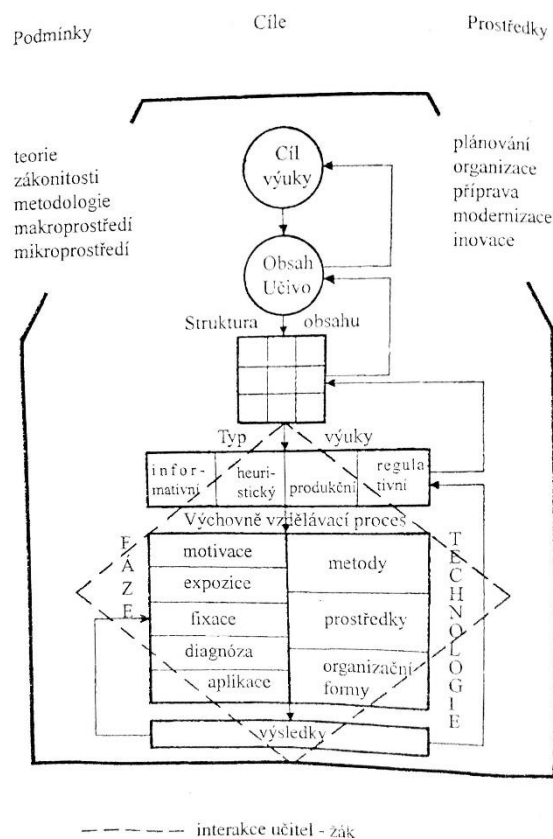 Podmínky Cíle Prostředky
teorie
zákonitosti
metodologie
makroprostředí
mikroprostředí
plánování
organizace
příprava
modernizace
inovace
Cíl
výuky
Obsah
Učivo
Struktura obsahu
Typ výuky
infor-
mativní
heuri-
stický
produkční
regula
tivní
Výchovně vzdělávací proces
FÁZE
motivace
expozice
fixace
diagnóza
aplikace
metody
prostředky
organizační
formy
TECHNOLOGIE
výsledky
interakce učitel - žák